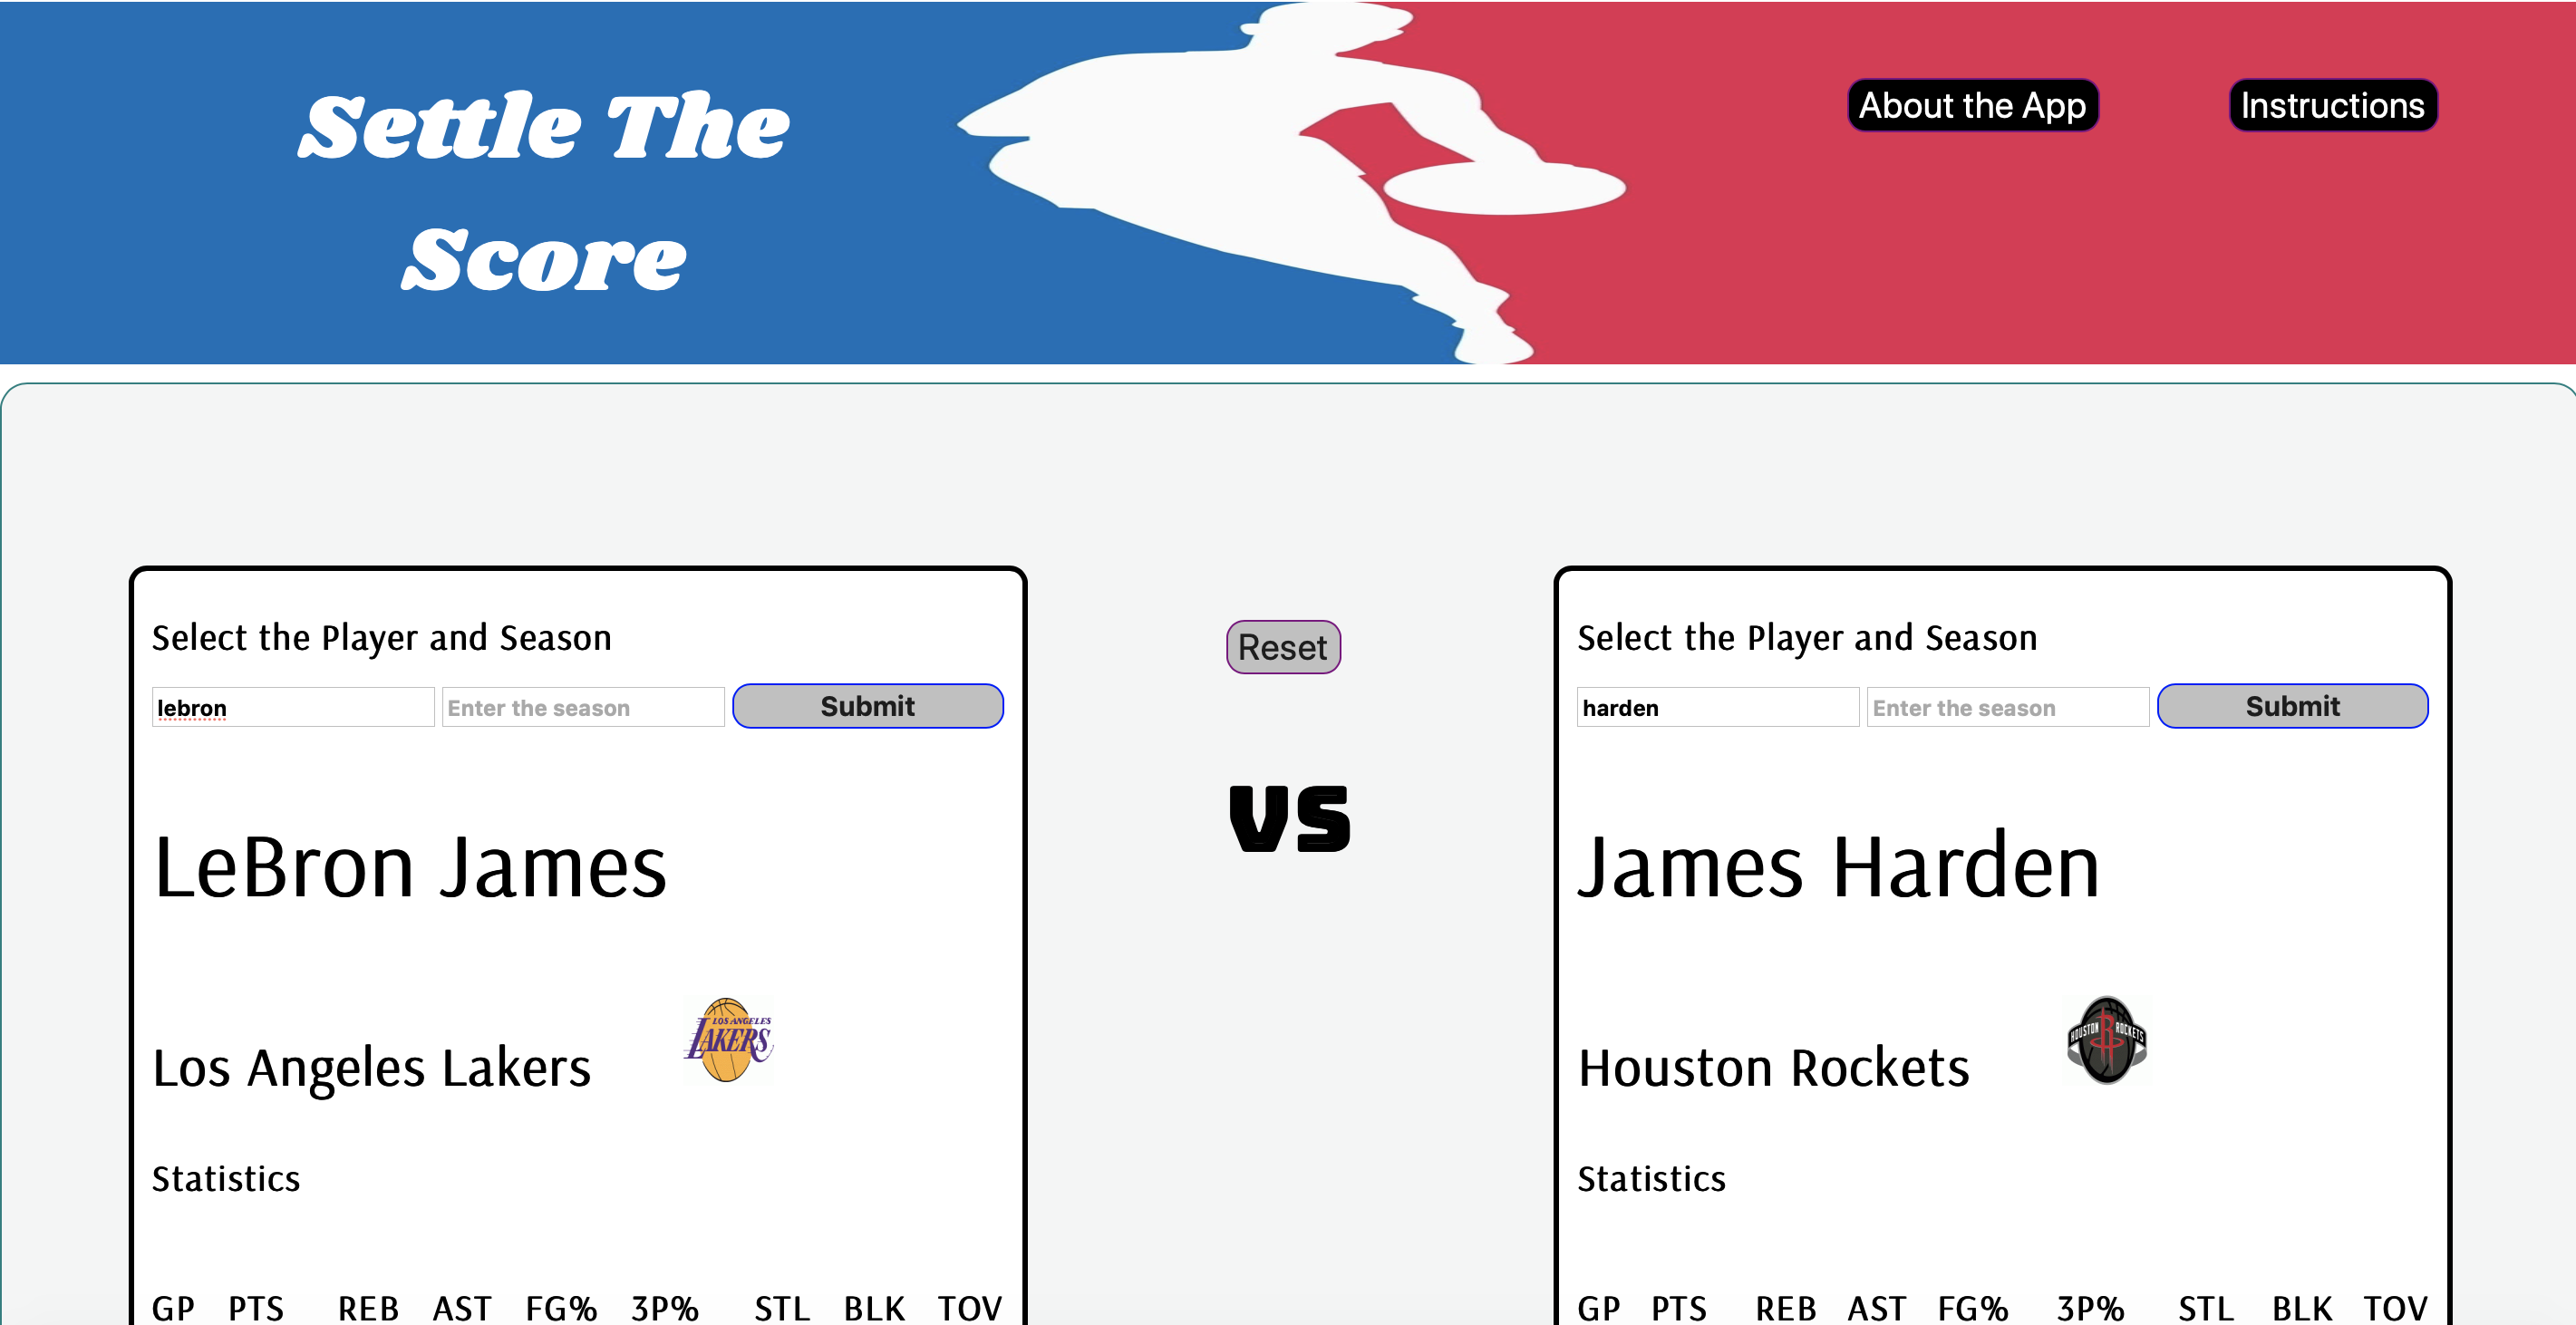 Settle The
Score
About the App
Instructions
Select the Player and Season
lebron
Enter the season
Submit
LeBron James
Los Angeles Lakers
LOS ANGELES
LAKERS
Statistics
GP PTS REB AST FG% 3P% STL BLK TOV
Reset
VS
Select the Player and Season
harden
Enter the season
Submit
James Harden
Houston Rockets
HOUSTON ROCKETS
R
Statistics
GP PTS REB AST FG% 3P% STL BLK TOV